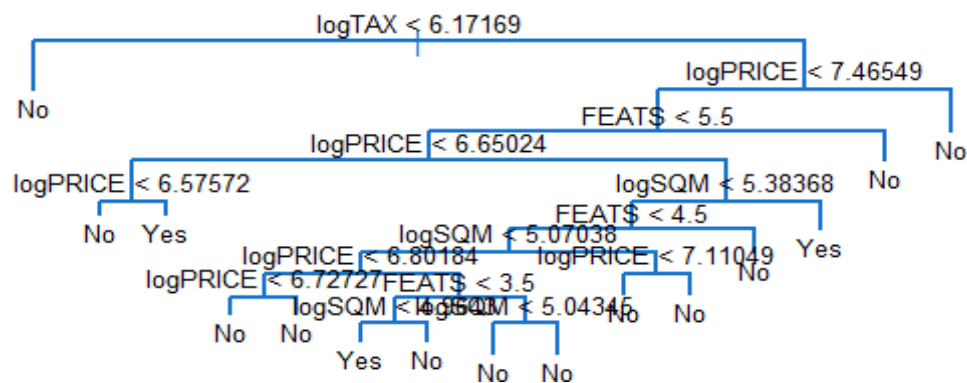 logTAX < 6.17169
logPRICE < 7.46549
No
FEATS < 5.5
No
logPRICE < 6.65024
No
logPRICE < 6.57572
logSQM < 5.38368
No
Yes
FEATS < 4.5
Yes
logSQM < 5.07038
No
logPRICE < 6.80184
logPRICE < 7.11049
logPRICE < 6.72727
FEATS < 3.5
No
No
No
No
logSQM <
logSQM < 5.04345
Yes
No
No
No